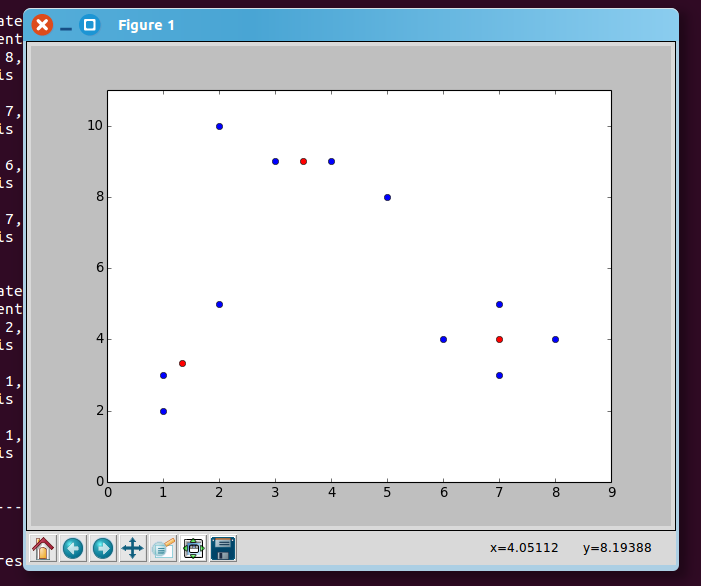 Figure 1
ate
ent
8,
is
7,
is
6,
is
7,
is
ate
ent
2,
is
1,
is
1,
is
---
res
10
8
6
4
2
0
0 1 2 3 4 5 6 7 8 9
x=4.05112 y=8.19388